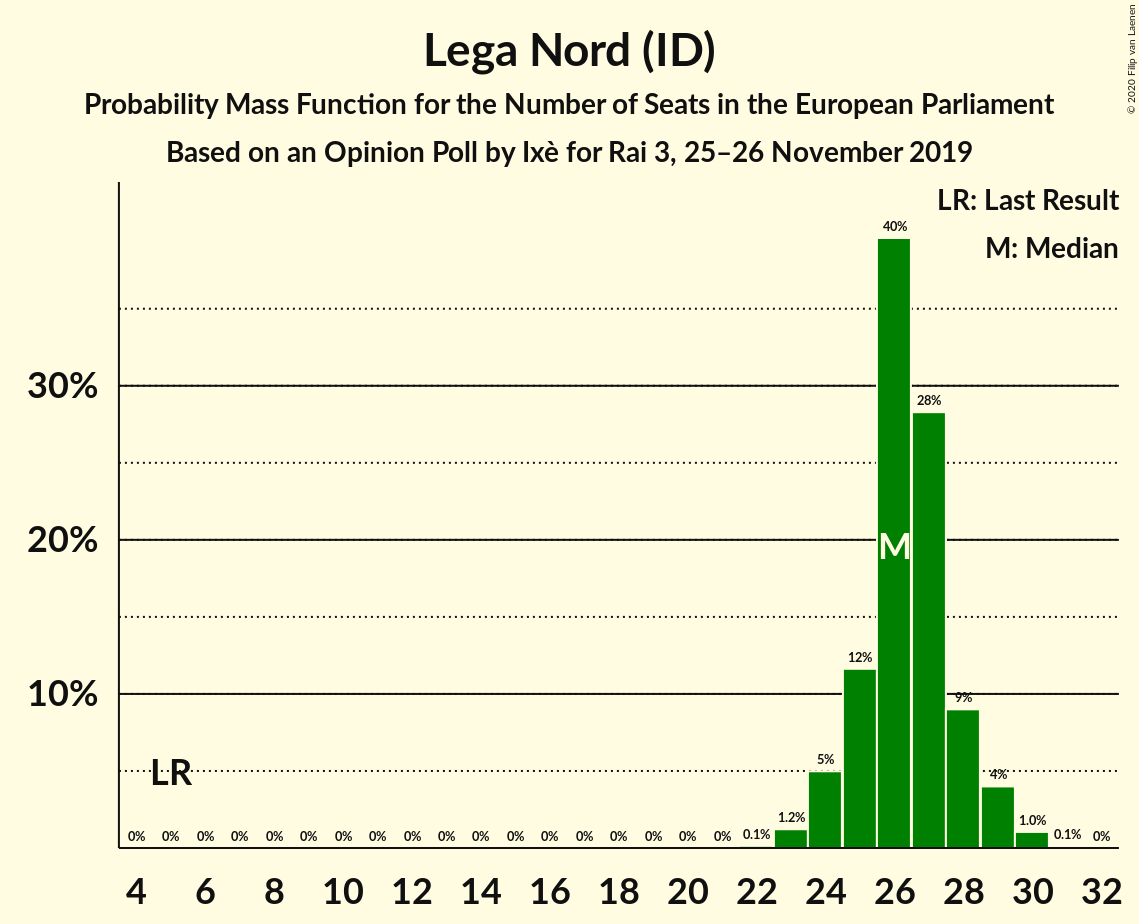 Lega Nord (ID)
Probability Mass Function for the Number of Seats in the European Parliament
Based on an Opinion Poll by Ixè for Rai 3, 25–26 November 2019
© 2020 Filip van Laenen
LR: Last Result
M: Median
40%
30%
28%
20%
M
12%
10%
9%
5%
LR
4%
0% 0% 0% 0% 0% 0% 0% 0% 0% 0% 0% 0% 0% 0% 0% 0% 0% 0% 0.1% 1.2% 1.0% 0.1% 0%
4 6 8 10 12 14 16 18 20 22 24 26 28 30 32